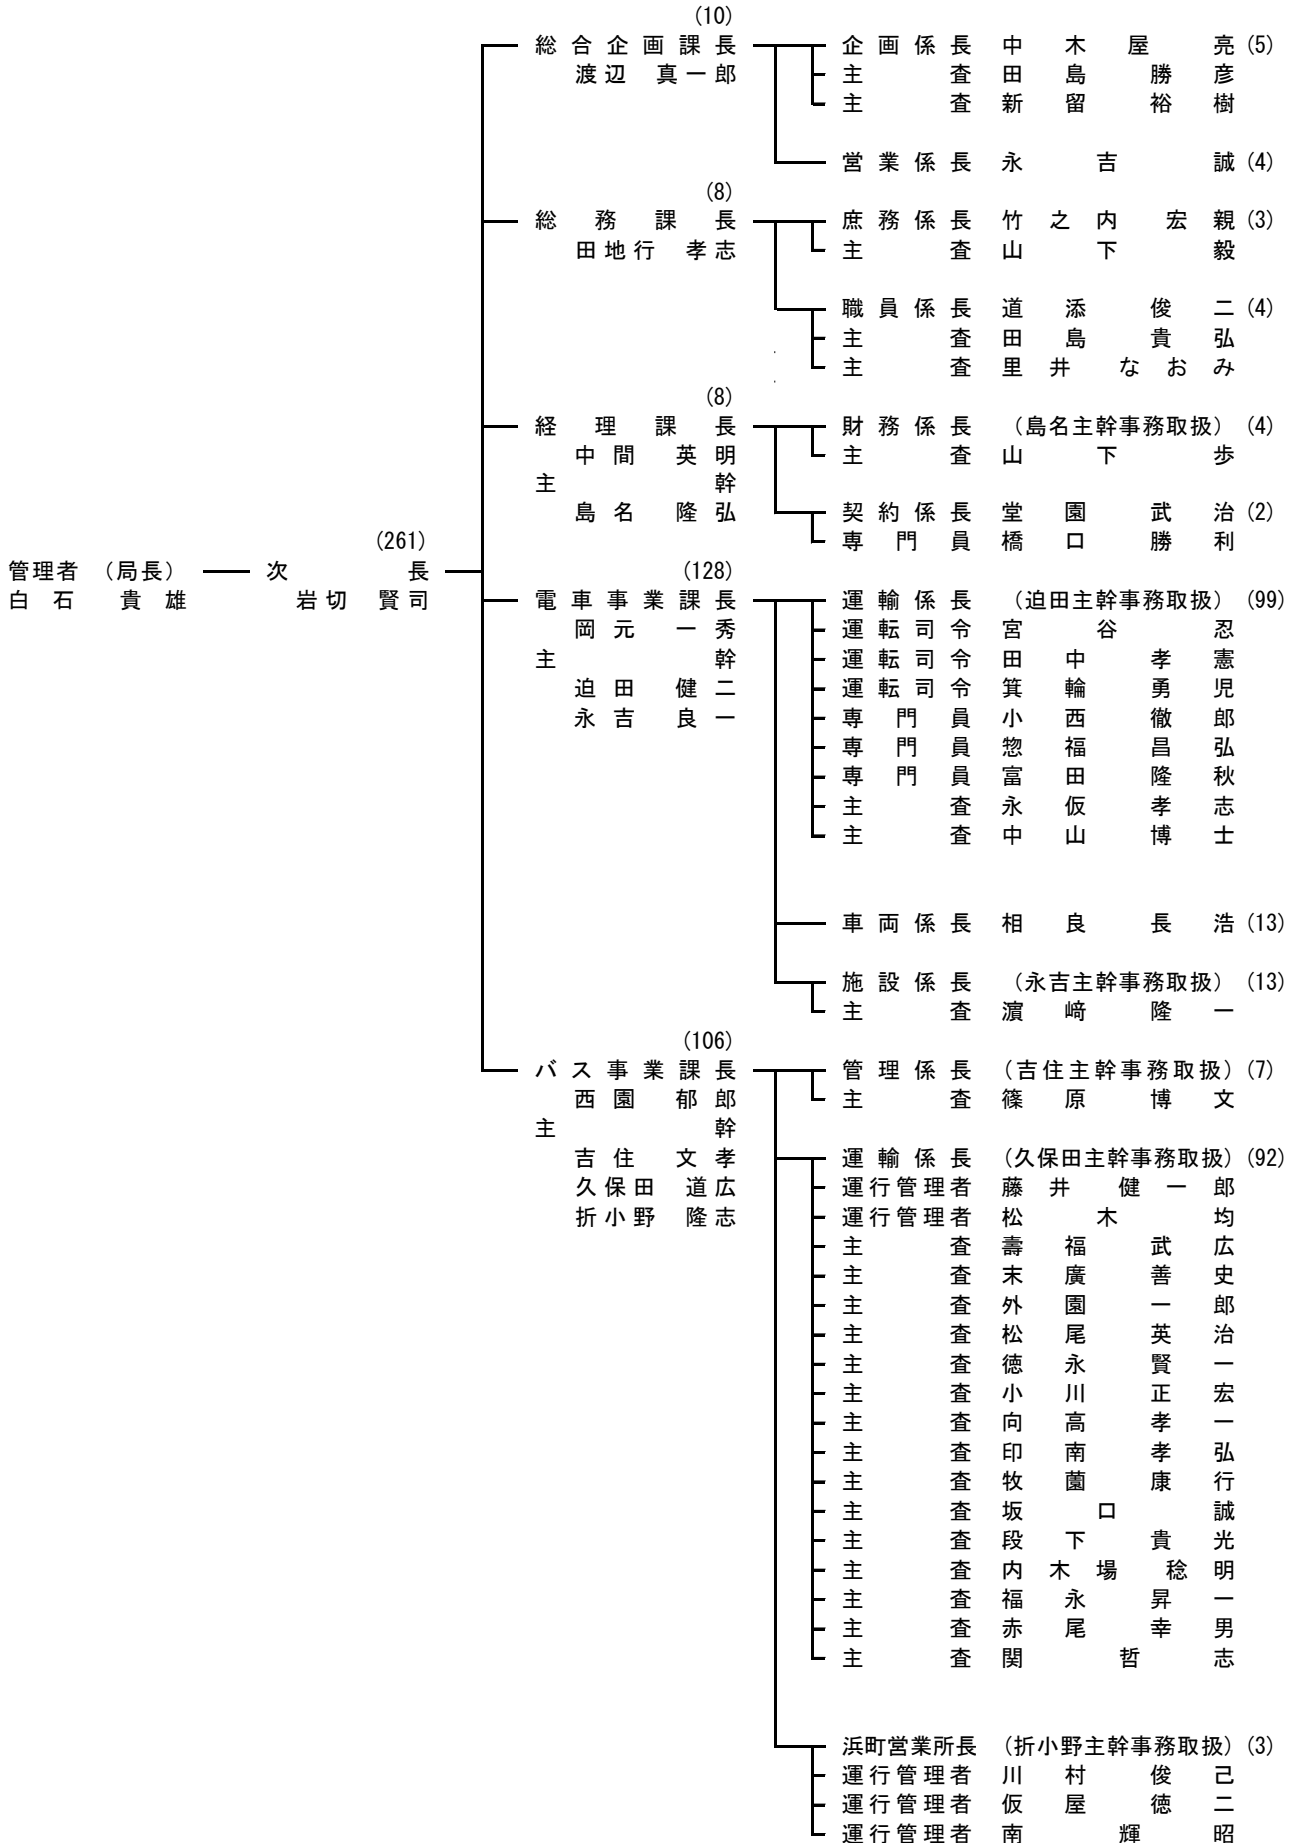 (10)
総合企画課長 企画係長 中木屋亮 (5)
渡辺 真一郎 主査 田島勝彦
主査 新留裕樹
営業係長 永吉誠 (4)
(8)
総務課長 庶務係長 竹之内宏親 (3)
田地行 孝志 主査 山下毅
職員係長 道添俊二 (4)
主査 田島貴弘
主査 里井なおみ
(8)
経理課長 財務係長 (島名主幹事務取扱) (4)
中間 英明 主査 山下歩
主幹
島名 隆弘 契約係長 堂園武治 (2)
(261) 専門員 橋口勝利
管理者 (局長) 次長 (128)
白石 貴雄 岩切 賢司 電車事業課長 運輸係長 (迫田主幹事務取扱) (99)
岡元 一秀 運転司令 宮谷忍
主幹 運転司令 田中孝憲
迫田 健二 運転司令 箕輪勇児
永吉 良一 専門員 小西徹郎
専門員 惣福昌弘
専門員 富田隆秋
主査 永仮孝志
主査 中山博士
車両係長 相良長浩 (13)
施設係長 (永吉主幹事務取扱) (13)
主査 濵﨑隆一
(106)
バス事業課長 管理係長 (吉住主幹事務取扱) (7)
西園 郁郎 主査 篠原博文
主幹
吉住 文孝 運輸係長 (久保田主幹事務取扱) (92)
久保田 道広 運行管理者 藤井健一郎
折小野 隆志 運行管理者 松木均
主査 壽福武広
主査 末廣善史
主査 外園一郎
主査 松尾英治
主査 徳永賢一
主査 小川正宏
主査 向高孝一
主査 印南孝弘
主査 牧薗康行
主査 坂口誠
主査 段下貴光
主査 内木場稔明
主査 福永昇一
主査 赤尾幸男
主査 関哲志
浜町営業所長 (折小野主幹事務取扱) (3)
運行管理者 川村俊己
運行管理者 仮屋徳二
運行管理者 南輝昭